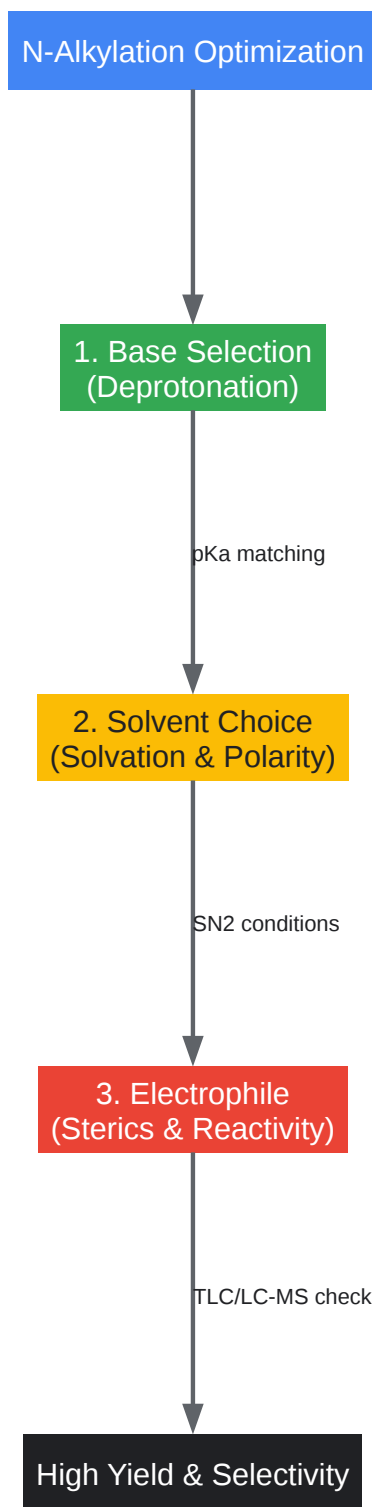 N-Alkylation Optimization
1. Base Selection
(Deprotonation)
pKa matching
2. Solvent Choice
(Solvation & Polarity)
SN2 conditions
3. Electrophile
(Sterics & Reactivity)
TLC/LC-MS check
High Yield & Selectivity